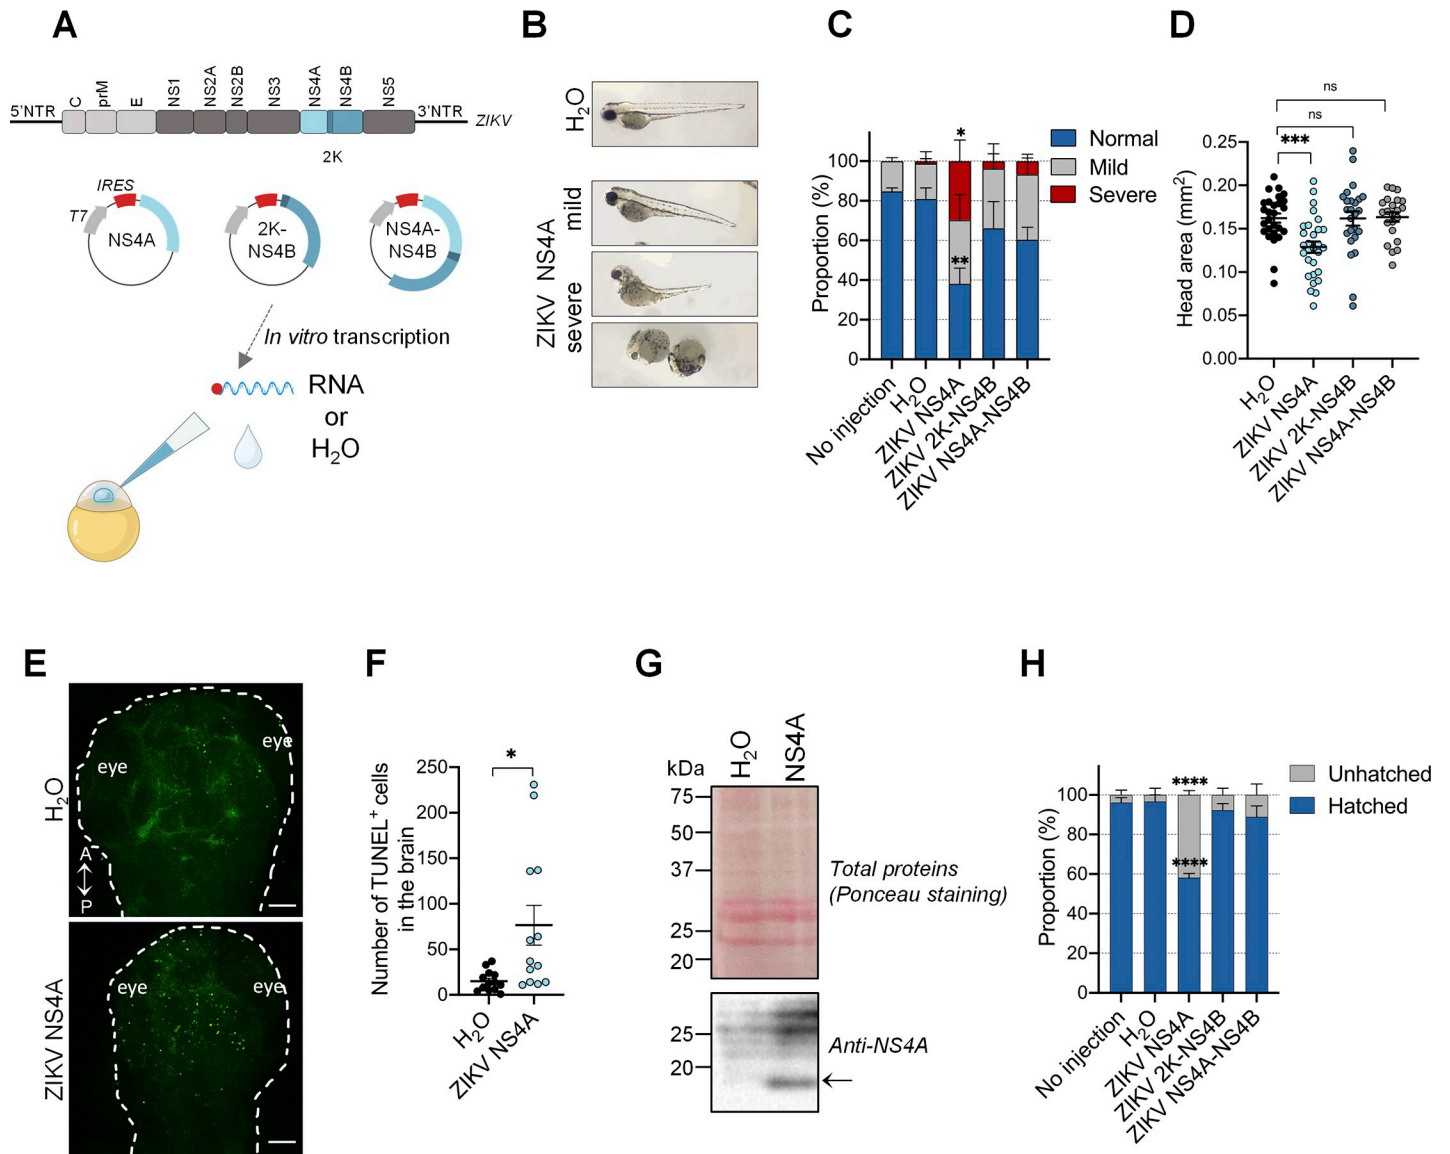 A
5'NTR
C
prM
E
NS1
NS2A
NS2B
NS3
NS4A
NS4B
NS5
3'NTR
ZIKV
2K
IRES
T7
NS4A
2K-
NS4B
NS4A-
NS4B
In vitro transcription
RNA
or
H2O
B
H2O
ZIKV NS4A
mild
severe
C
Proportion (%)
100
80
60
40
20
0
*
**
Normal
Mild
Severe
No injection
H2O
ZIKV NS4A
ZIKV 2K-NS4B
ZIKV NS4A-NS4B
D
Head area (mm2)
0.25
0.20
0.15
0.10
0.05
0.00
ns
ns
***
H2O
ZIKV NS4A
ZIKV 2K-NS4B
ZIKV NS4A-NS4B
E
H2O
eye
eye
A
P
ZIKV NS4A
eye
eye
F
Number of TUNEL+ cells
in the brain
250
200
150
100
50
0
*
H2O
ZIKV NS4A
G
kDa
H2O
NS4A
75
50
37
25
20
Total proteins
(Ponceau staining)
25
20
Anti-NS4A
H
Proportion (%)
100
80
60
40
20
0
****
****
Unhatched
Hatched
No injection
H2O
ZIKV NS4A
ZIKV 2K-NS4B
ZIKV NS4A-NS4B